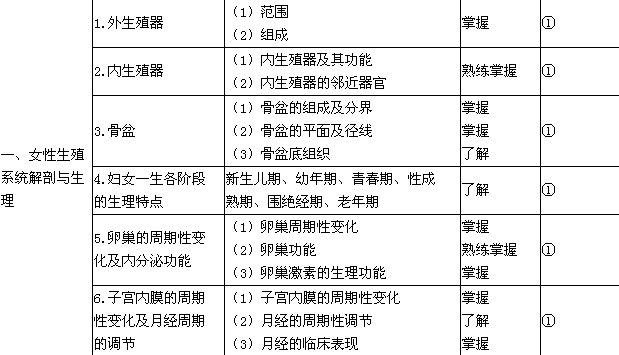 一、女性生殖
系统解剖与生
理
1.外生殖器
（1）范围
（2）组成
掌握
①
2.内生殖器
（1）内生殖器及其功能
（2）内生殖器的邻近器官
熟练掌握
①
3.骨盆
（1）骨盆的组成及分界
（2）骨盆的平面及径线
（3）骨盆底组织
掌握
掌握
了解
①
4.妇女一生各阶段
的生理特点
新生儿期、幼年期、青春期、性成
熟期、围绝经期、老年期
了解
①
5.卵巢的周期性变
化及内分泌功能
（1）卵巢周期性变化
（2）卵巢功能
（3）卵巢激素的生理功能
掌握
熟练掌握
掌握
①
6.子宫内膜的周期
性变化及月经周期
的调节
（1）子宫内膜的周期性变化
（2）月经的周期性调节
（3）月经的临床表现
掌握
了解
掌握
①